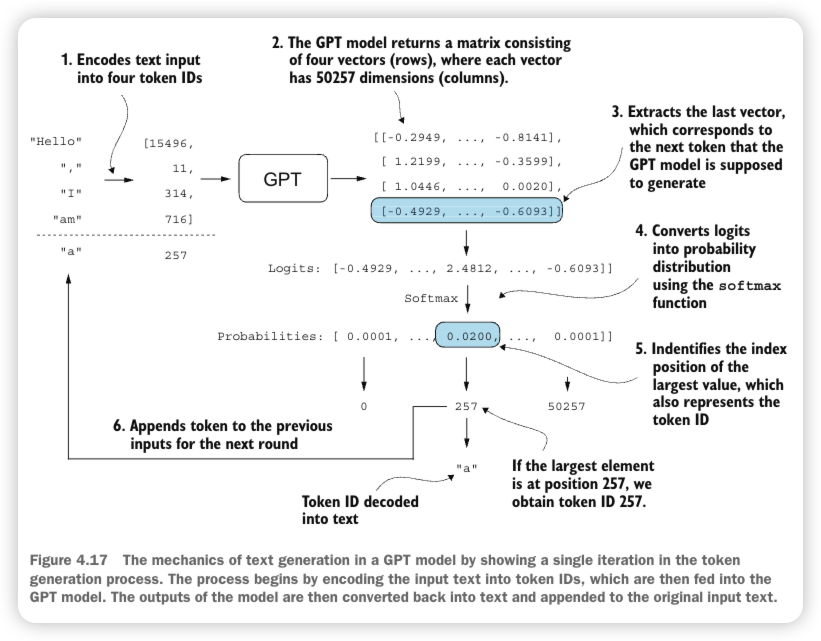 1. Encodes text input
into four token IDs
2. The GPT model returns a matrix consisting
of four vectors (rows), where each vector
has 50257 dimensions (columns).
3. Extracts the last vector,
which corresponds to
the next token that the
GPT model is supposed
to generate
"Hello"
","
"I"
"am"
"a"
[15496,
11,
314,
716]
257
GPT
[[-0.2949, ..., -0.8141],
[ 1.2199, ..., -0.3599],
[ 1.0446, ..., 0.0020],
[-0.4929, ..., -0.6093]]
4. Converts logits
into probability
distribution
using the softmax
function
Logits: [-0.4929, ..., 2.4812, ..., -0.6093]]
Softmax
Probabilities: [ 0.0001, ..., 0.0200, ..., 0.0001]]
5. Indentifies the index
position of the
largest value, which
also represents the
token ID
0
257
50257
6. Appends token to the previous
inputs for the next round
"a"
If the largest element
is at position 257, we
obtain token ID 257.
Token ID decoded
into text
Figure 4.17 The mechanics of text generation in a GPT model by showing a single iteration in the token
generation process. The process begins by encoding the input text into token IDs, which are then fed into the
GPT model. The outputs of the model are then converted back into text and appended to the original input text.